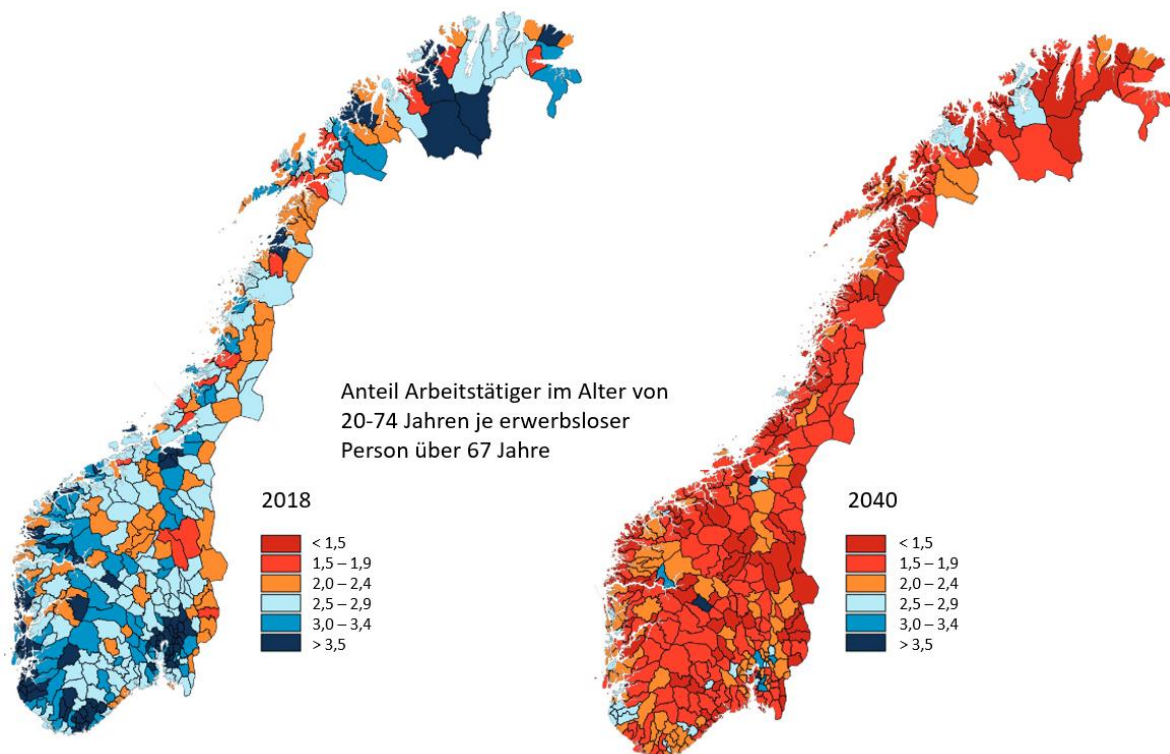 Anteil Arbeitstätiger im Alter von
20-74 Jahren je erwerbsloser
Person über 67 Jahre
2018
< 1,5
1,5 – 1,9
2,0 – 2,4
2,5 – 2,9
3,0 – 3,4
> 3,5
2040
< 1,5
1,5 – 1,9
2,0 – 2,4
2,5 – 2,9
3,0 – 3,4
> 3,5